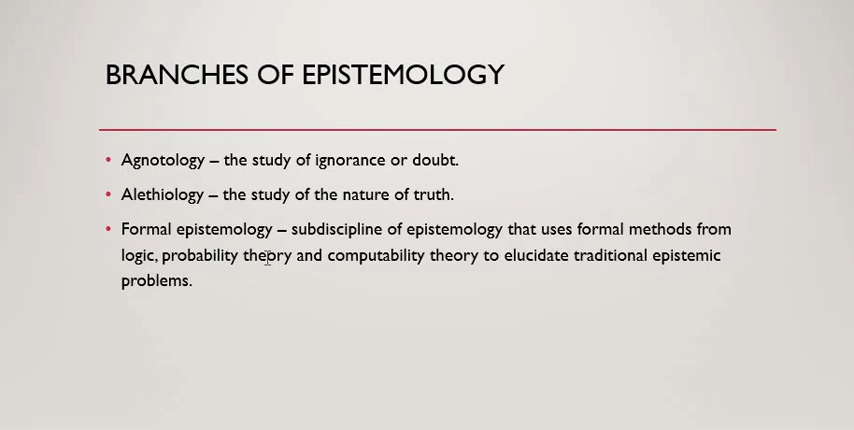 BRANCHES OF EPISTEMOLOGY
• Agnotology – the study of ignorance or doubt.
• Alethiology – the study of the nature of truth.
• Formal epistemology – subdiscipline of epistemology that uses formal methods from
logic, probability theory and computability theory to elucidate traditional epistemic
problems.